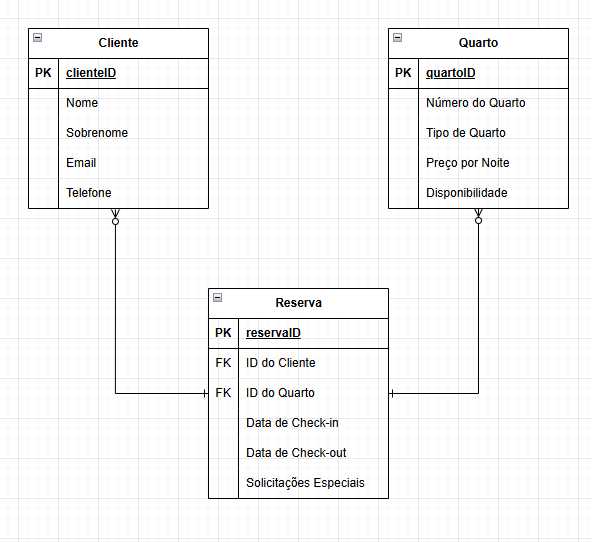 Cliente
PK clienteID
Nome
Sobrenome
Email
Telefone
Quarto
PK quartoID
Número do Quarto
Tipo de Quarto
Preço por Noite
Disponibilidade
Reserva
PK reservaID
FK ID do Cliente
FK ID do Quarto
Data de Check-in
Data de Check-out
Solicitações Especiais